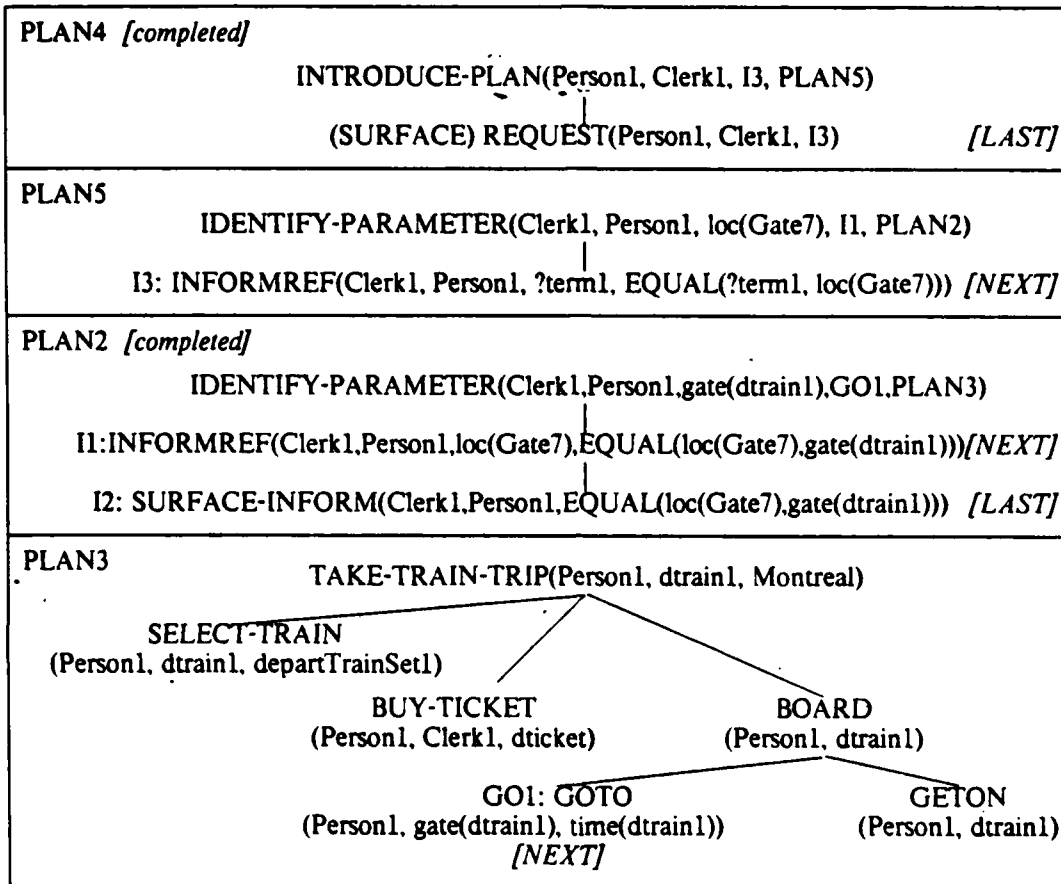 PLAN4 [completed]
INTRODUCE-PLAN(Person1, Clerk1, I3, PLAN5)
(SURFACE) REQUEST(Person1, Clerk1, I3) [LAST]
PLAN5
IDENTIFY-PARAMETER(Clerk1, Person1, loc(Gate7), I1, PLAN2)
I3: INFORMREF(Clerk1, Person1, ?term1, EQUAL(?term1, loc(Gate7))) [NEXT]
PLAN2 [completed]
IDENTIFY-PARAMETER(Clerk1,Person1,gate(dtrain1),GO1,PLAN3)
I1:INFORMREF(Clerk1,Person1,loc(Gate7),EQUAL(loc(Gate7),gate(dtrain1)))[NEXT]
I2: SURFACE-INFORM(Clerk1,Person1,EQUAL(loc(Gate7),gate(dtrain1))) [LAST]
PLAN3
TAKE-TRAIN-TRIP(Person1, dtrain1, Montreal)
SELECT-TRAIN
(Person1, dtrain1, departTrainSet1)
BUY-TICKET BOARD
(Person1, Clerk1, dticket) (Person1, dtrain1)
GO1: GOTO GETON
(Person1, gate(dtrain1), time(dtrain1)) (Person1, dtrain1)
[NEXT]